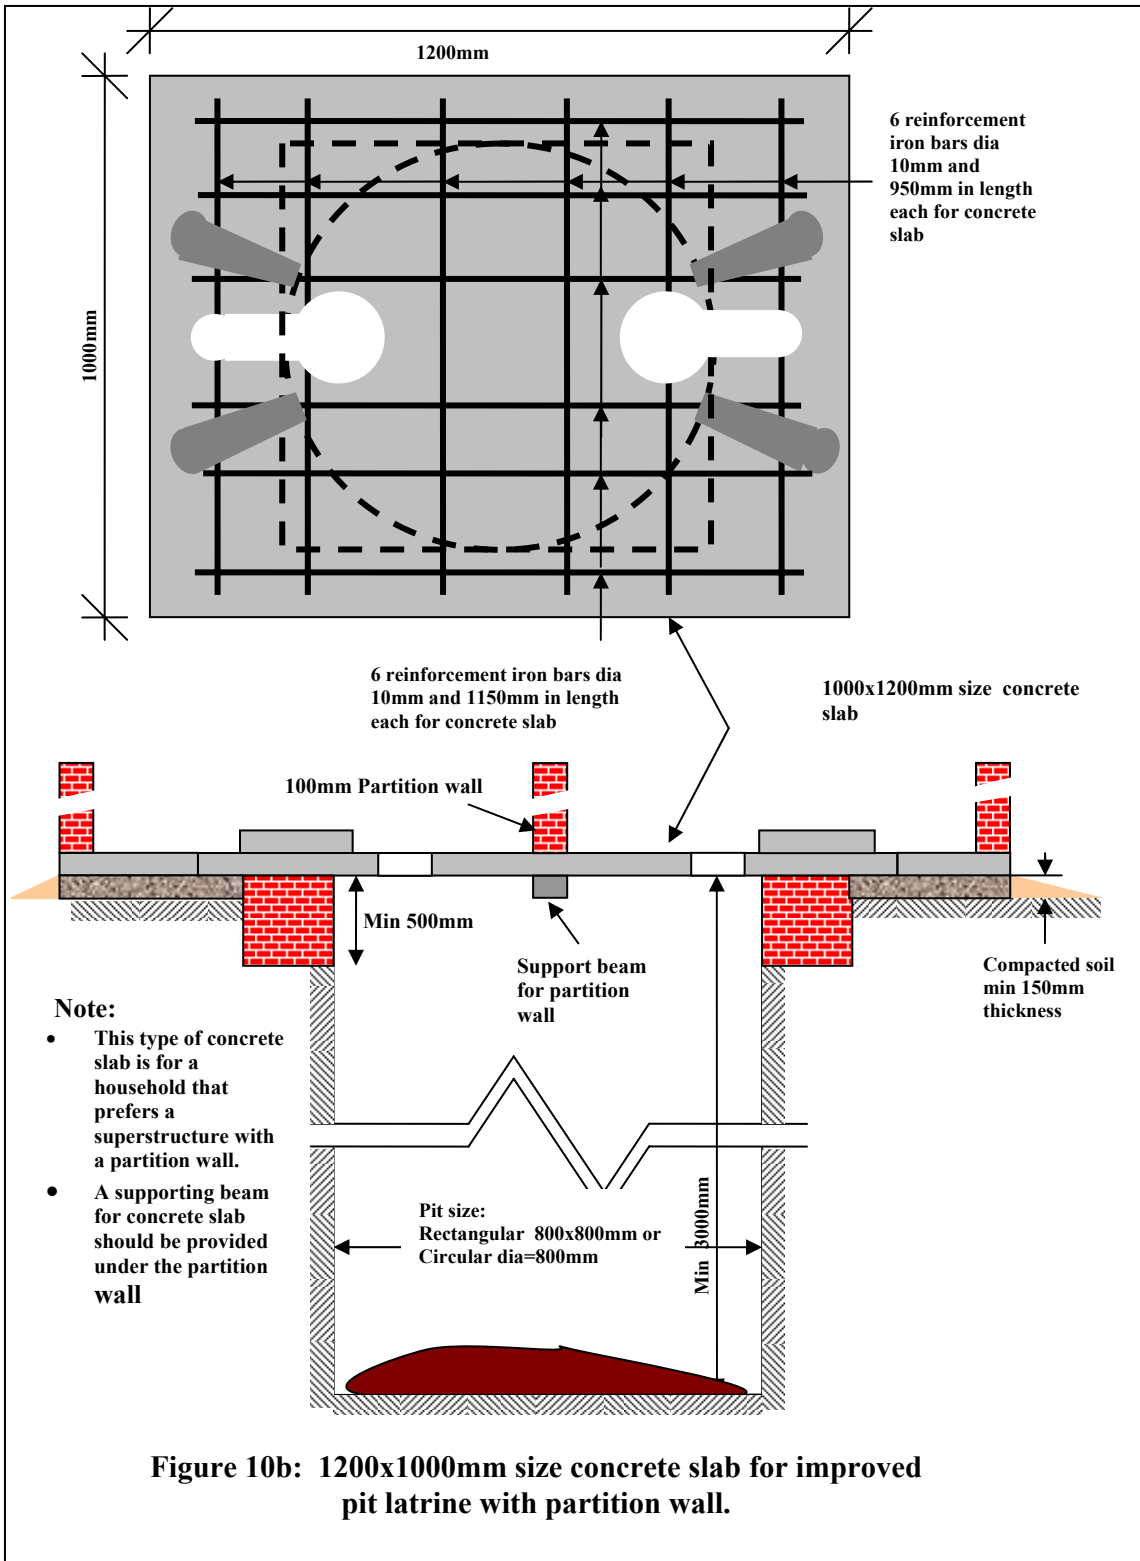 1200mm
6 reinforcement
iron bars dia
10mm and
950mm in length
each for concrete
slab
1000mm
6 reinforcement iron bars dia
10mm and 1150mm in length
each for concrete slab
1000x1200mm size concrete
slab
100mm Partition wall
Min 500mm
Support beam
for partition
wall
Compacted soil
min 150mm
thickness
Note:
• This type of concrete
slab is for a
household that
prefers a
superstructure with
a partition wall.
• A supporting beam
for concrete slab
should be provided
under the partition
wall
Pit size:
Rectangular 800x800mm or
Circular dia=800mm
Min 3000mm
Figure 10b: 1200x1000mm size concrete slab for improved
pit latrine with partition wall.